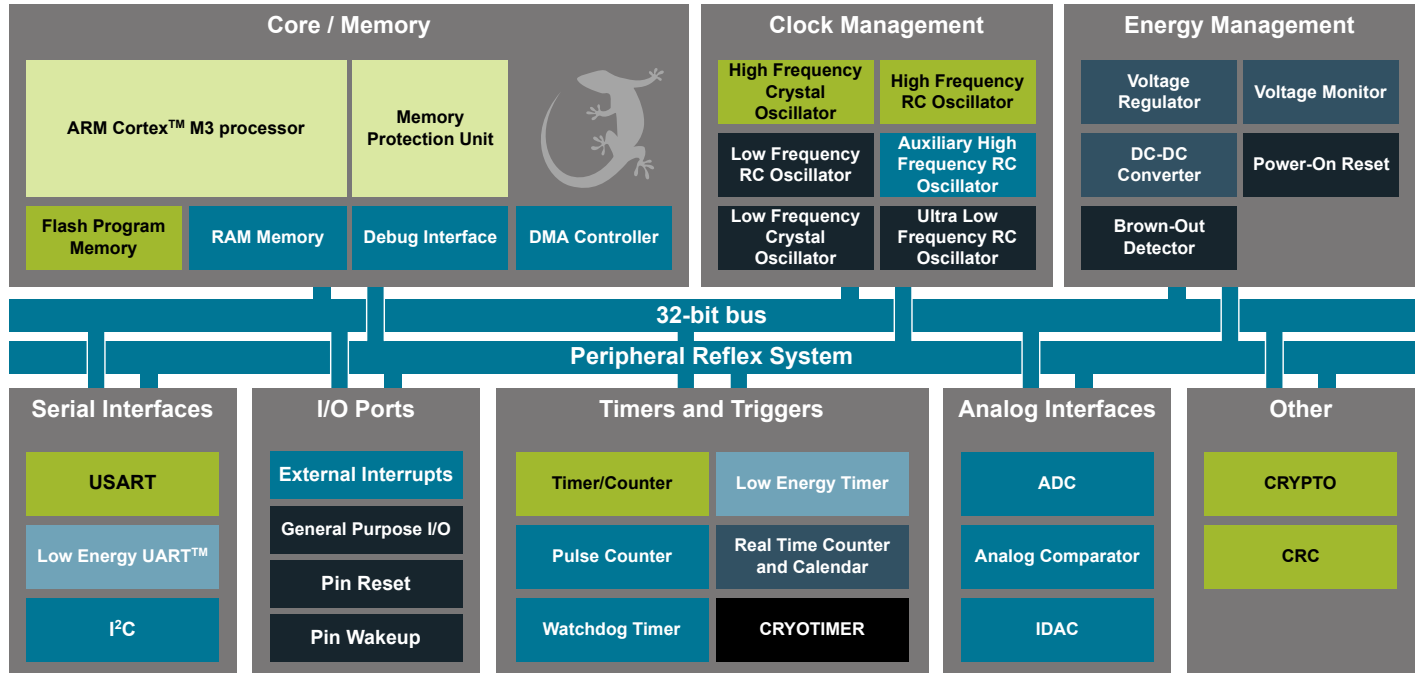 Core / Memory
ARM Cortex™ M3 processor
Memory
Protection Unit
Flash Program
Memory
RAM Memory
Debug Interface
DMA Controller
Clock Management
High Frequency
Crystal
Oscillator
High Frequency
RC Oscillator
Low Frequency
RC Oscillator
Auxiliary High
Frequency RC
Oscillator
Low Frequency
Crystal
Oscillator
Ultra Low
Frequency RC
Oscillator
Energy Management
Voltage
Regulator
Voltage Monitor
DC-DC
Converter
Power-On Reset
Brown-Out
Detector
32-bit bus
Peripheral Reflex System
Serial Interfaces
USART
Low Energy UART™
I²C
I/O Ports
External Interrupts
General Purpose I/O
Pin Reset
Pin Wakeup
Timers and Triggers
Timer/Counter
Low Energy Timer
Pulse Counter
Real Time Counter
and Calendar
Watchdog Timer
CRYOTIMER
Analog Interfaces
ADC
Analog Comparator
IDAC
Other
CRYPTO
CRC